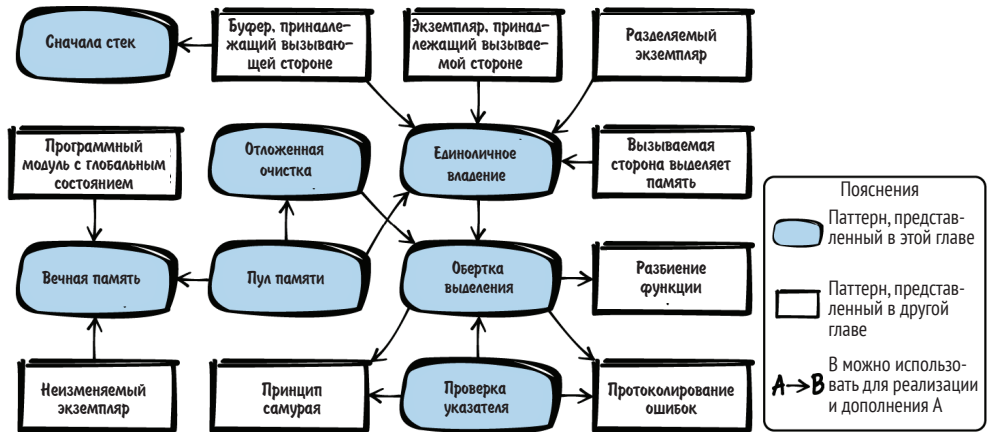 Сначала стек
Буфер, принадле-
жащий вызываю-
щей стороне
Экземпляр, принад-
лежащий вызывае-
мой стороне
Разделяемый
экземпляр
Программный
модуль с глобальным
состоянием
Отложенная
очистка
Единоличное
владение
Вызываемая
сторона выделяет
память
Вечная память
Пул памяти
Обертка
выделения
Разбиение
функции
Неизменяемый
экземпляр
Принцип
самурая
Проверка
указателя
Протоколирование
ошибок
Пояснения
Паттерн, представ-
ленный в этой главе
Паттерн, представ-
ленный в другой
главе
A→B
В можно использо-
вать для реализации
и дополнения А